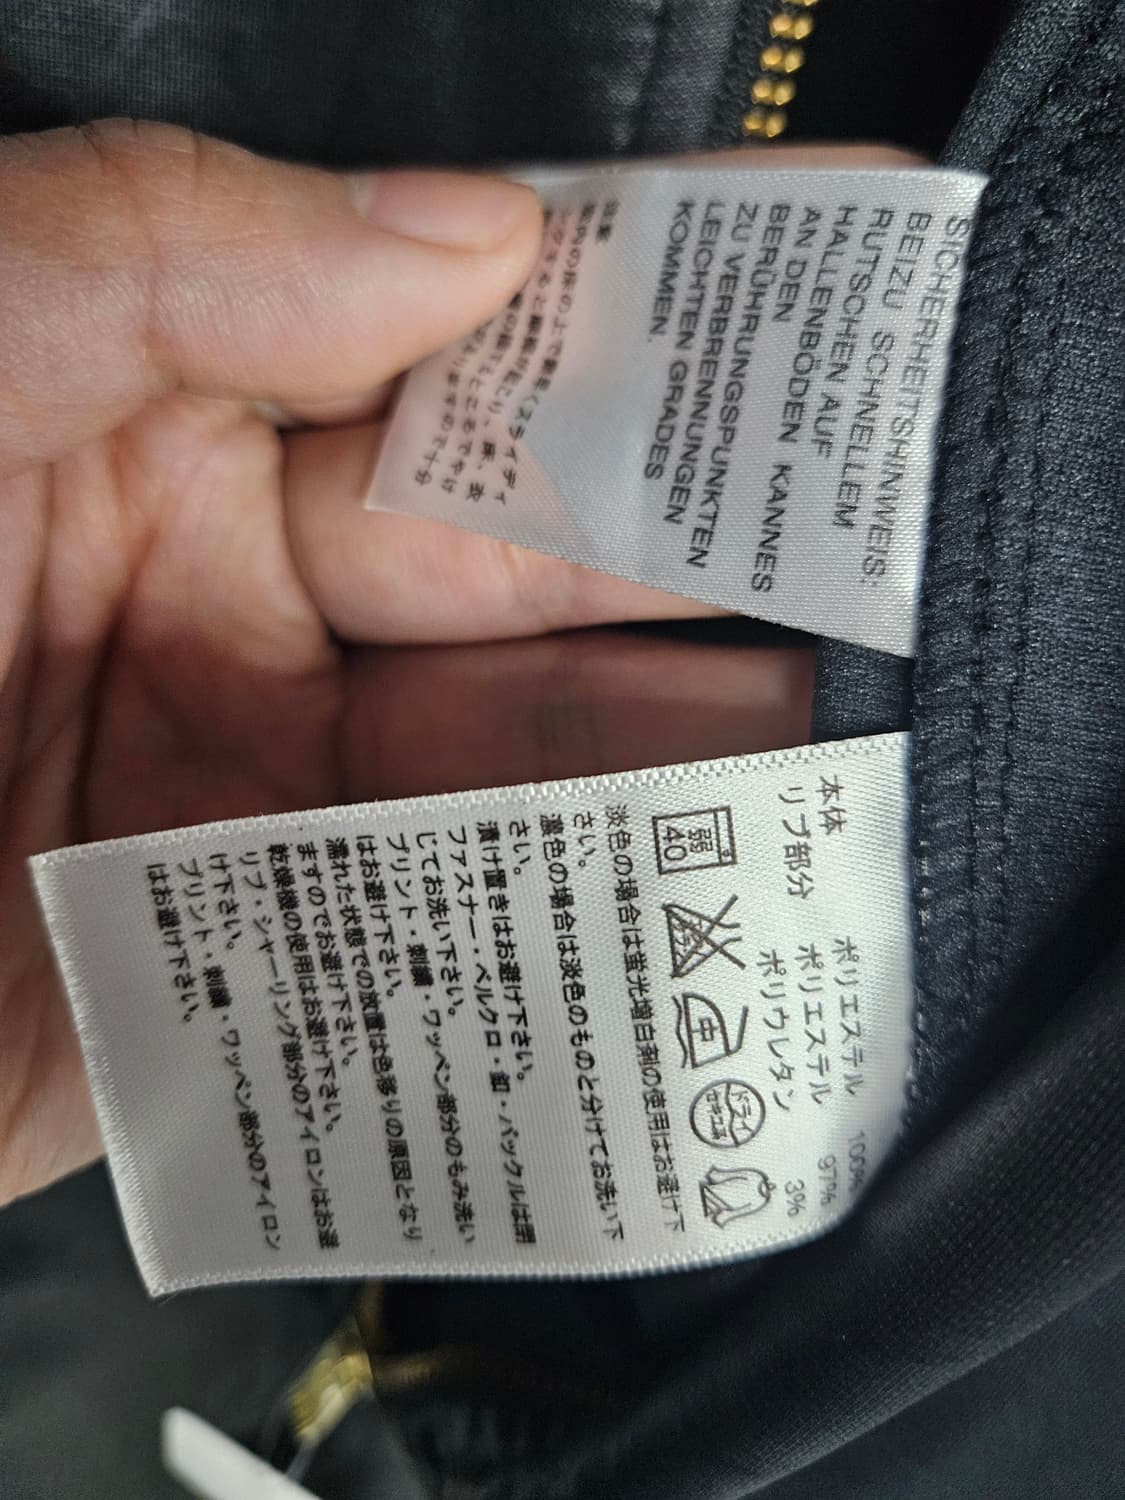 SICHERHEITSHINWEIS:
BEIZU SCHNELLEM
RUTSCHEN AUF
HALLENBÖDEN KANNES
AN DEN
BERÜHRUNGSPUNKTEN
ZU VERBRENNUNGEN
LEICHTEN GRADES
KOMMEN.
本体 ポリエステル 100%
リブ部分 ポリエステル 97%
ポリウレタン 3%
弱
40
中
ドライ
セキユ系
淡色の場合は蛍光増白剤の使用はお避け下
さい。
濃色の場合は淡色のものと分けてお洗い下
さい。
漬け置きはお避け下さい。
ファスナー・ベルクロ・釦・バックルは閉
じてお洗い下さい。
プリント・刺繍・ワッペン部分のもみ洗い
はお避け下さい。
濡れた状態での放置は色移りの原因となり
ますのでお避け下さい。
乾燥機の使用はお避け下さい。
リブ・シャーリング部分のアイロンはお避
け下さい。
プリント・刺繍・ワッペン部分のアイロン
はお避け下さい。